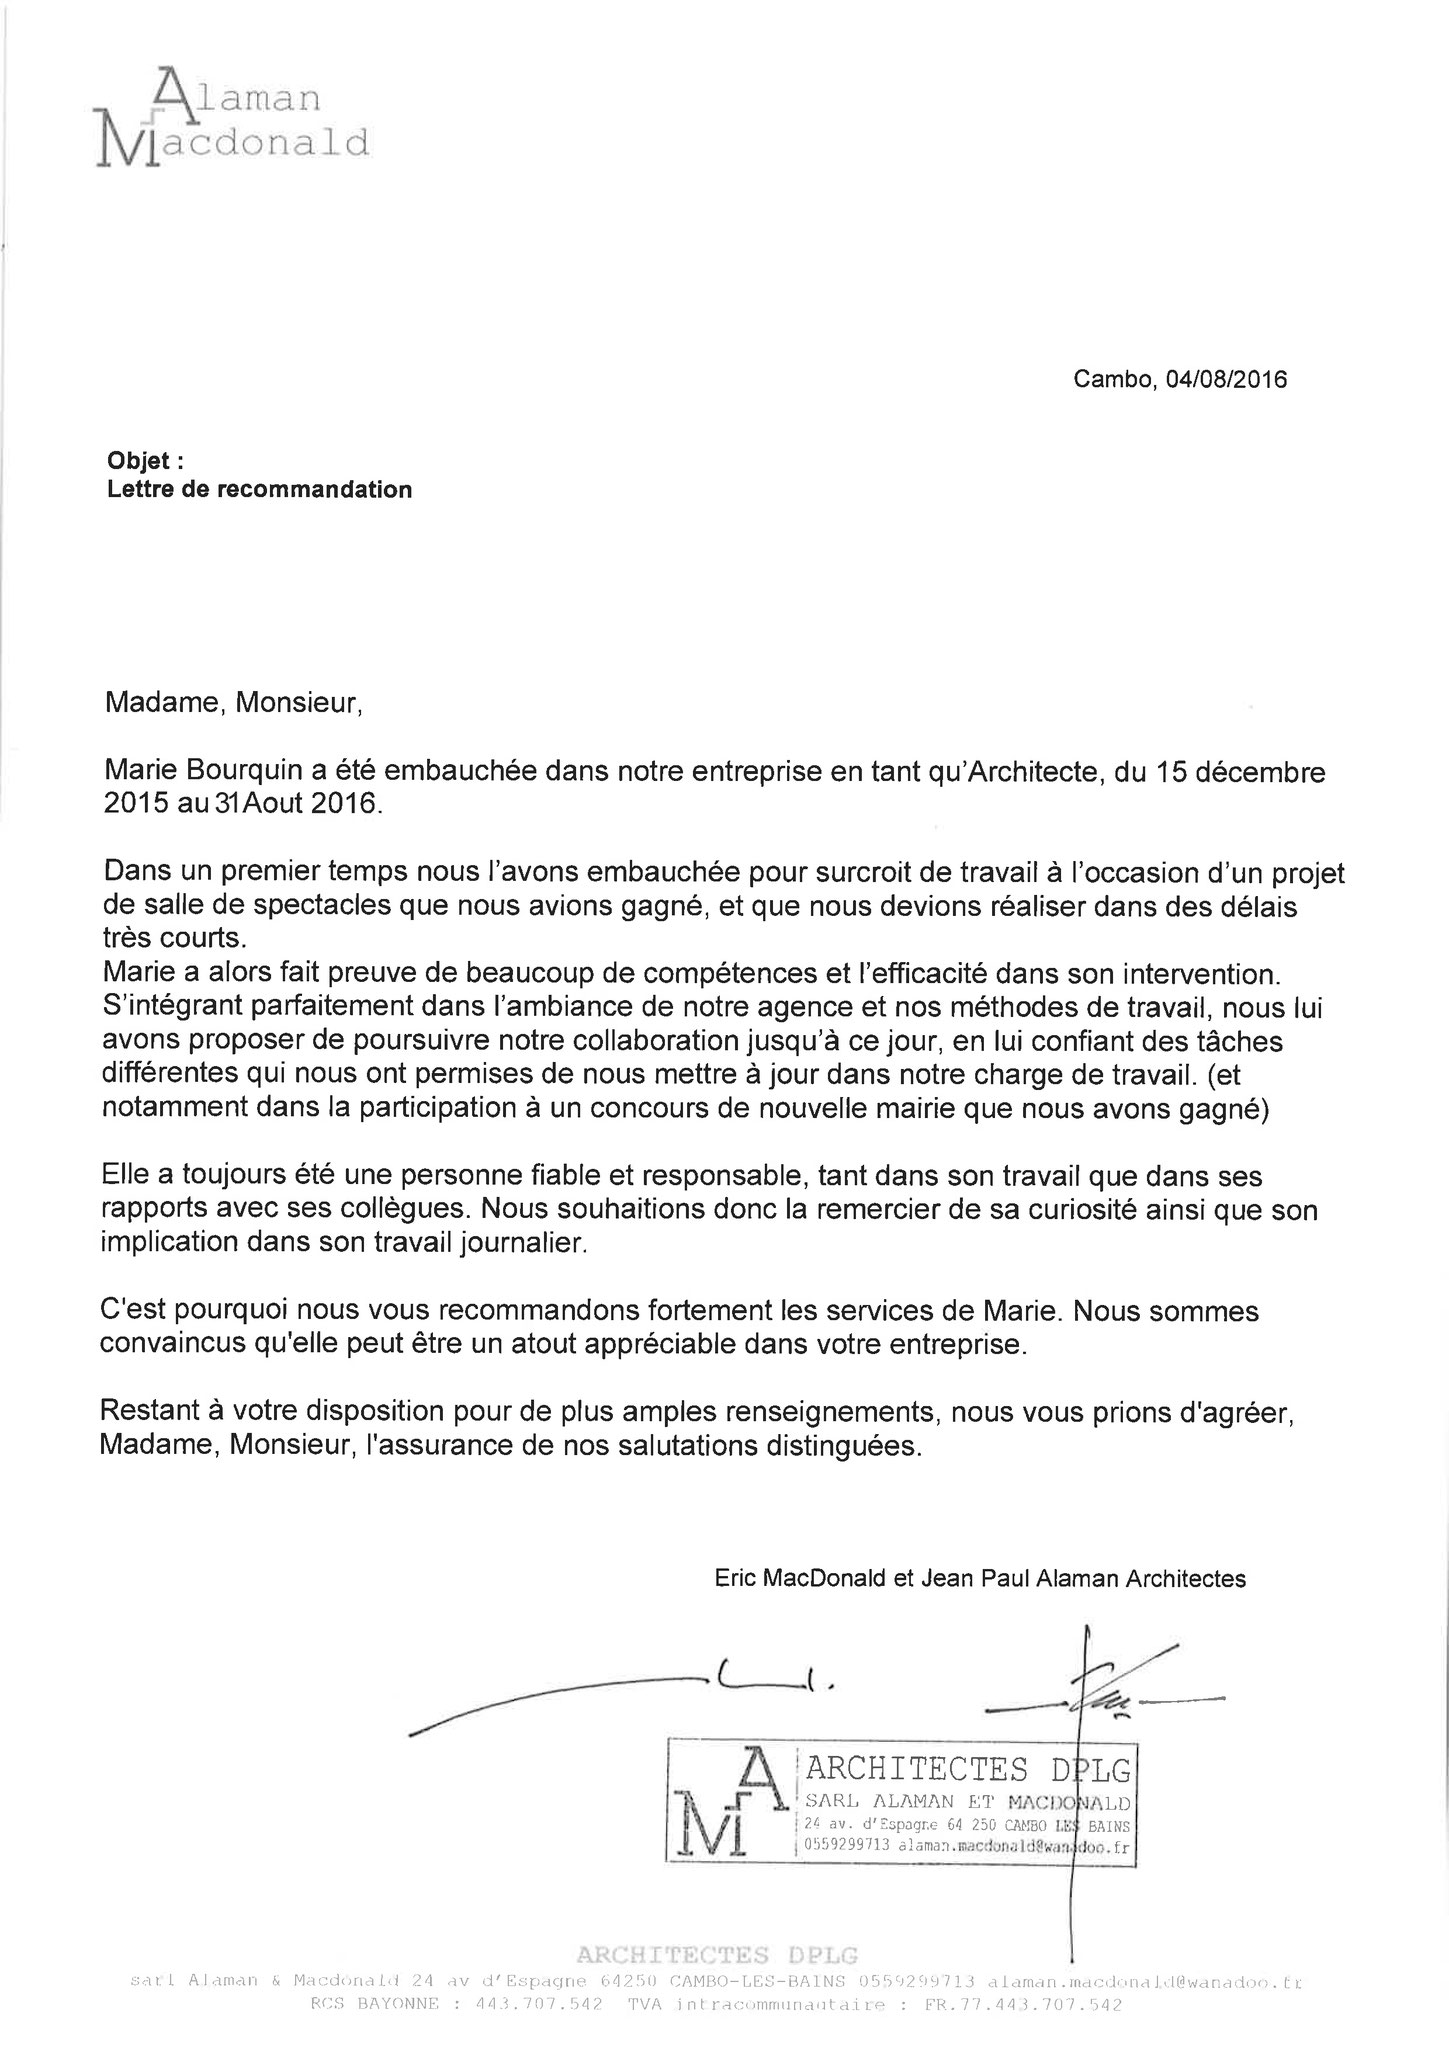 Alaman
Macdonald
Cambo, 04/08/2016
Objet :
Lettre de recommandation
Madame, Monsieur,
Marie Bourquin a été embauchée dans notre entreprise en tant qu'Architecte, du 15 décembre
2015 au 31 Aout 2016.
Dans un premier temps nous l'avons embauchée pour surcroit de travail à l'occasion d'un projet
de salle de spectacles que nous avions gagné, et que nous devions réaliser dans des délais
très courts.
Marie a alors fait preuve de beaucoup de compétences et l'efficacité dans son intervention.
S'intégrant parfaitement dans l'ambiance de notre agence et nos méthodes de travail, nous lui
avons proposer de poursuivre notre collaboration jusqu'à ce jour, en lui confiant des tâches
différentes qui nous ont permises de nous mettre à jour dans notre charge de travail. (et
notamment dans la participation à un concours de nouvelle mairie que nous avons gagné)
Elle a toujours été une personne fiable et responsable, tant dans son travail que dans ses
rapports avec ses collègues. Nous souhaitions donc la remercier de sa curiosité ainsi que son
implication dans son travail journalier.
C'est pourquoi nous vous recommandons fortement les services de Marie. Nous sommes
convaincus qu'elle peut être un atout appréciable dans votre entreprise.
Restant à votre disposition pour de plus amples renseignements, nous vous prions d'agréer,
Madame, Monsieur, l'assurance de nos salutations distinguées.
Eric MacDonald et Jean Paul Alaman Architectes
AM
ARCHITECTES DPLG
SARL ALAMAN ET MACDONALD
24 av. d'Espagne 64 250 CAMBO LES BAINS
0559299713 alaman.macdonald@wanadoo.fr
ARCHITECTES DPLG
sarl Alaman & Macdonald 24 av d'Espagne 64250 CAMBO-LES-BAINS 0559299713 alaman.macdonald@wanadoo.fr
RCS BAYONNE : 443.707.542 TVA intracommunautaire : FR.77.443.707.542